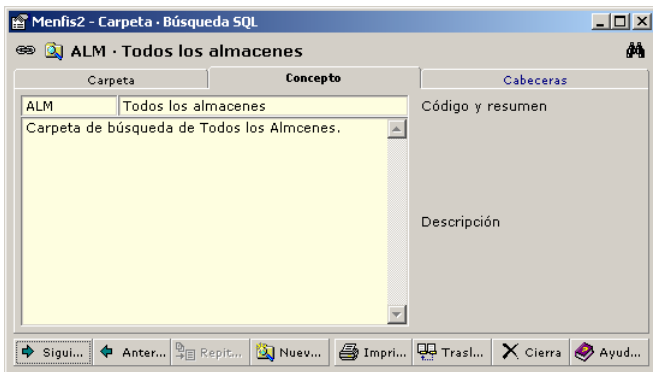 Menfis2 - Carpeta · Búsqueda SQL
ALM · Todos los almacenes
Carpeta Concepto Cabeceras
ALM Todos los almacenes Código y resumen
Carpeta de búsqueda de Todos los Almcenes.
Descripción
Sigui... Anter... Repit... Nuev... Impri... Trasl... Cierra Ayud...